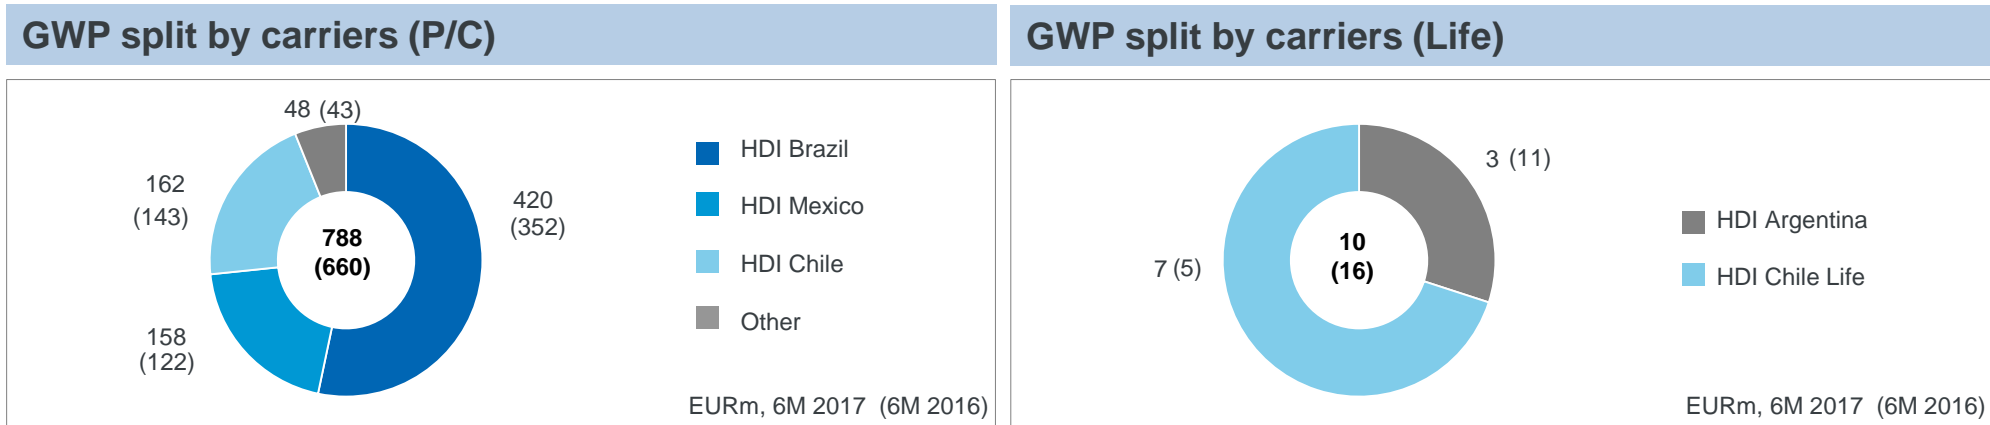 GWP split by carriers (P/C)
48 (43)
162
(143)
420
(352)
788
(660)
158
(122)
HDI Brazil
HDI Mexico
HDI Chile
Other
EURm, 6M 2017 (6M 2016)
GWP split by carriers (Life)
3 (11)
7 (5)
10
(16)
HDI Argentina
HDI Chile Life
EURm, 6M 2017 (6M 2016)